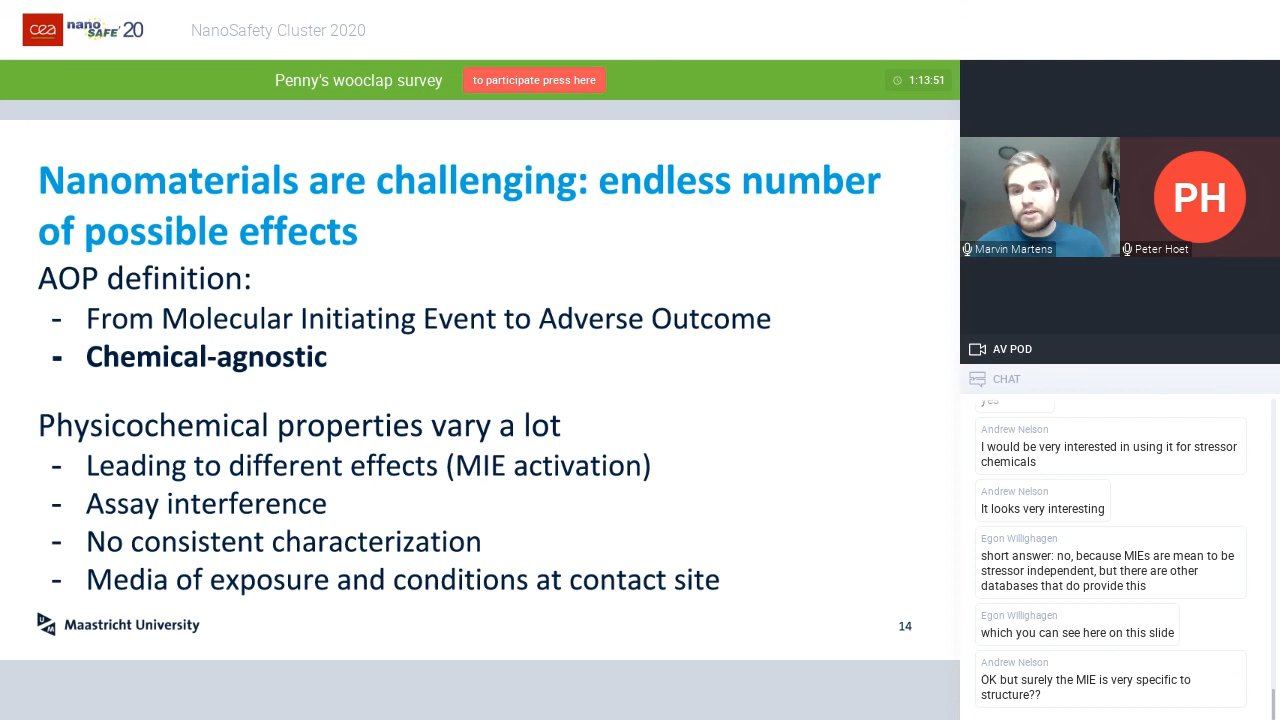 cea nano SAFE' 20
NanoSafety Cluster 2020
Penny's wooclap survey
to participate press here
1:13:51
Nanomaterials are challenging: endless number
of possible effects
AOP definition:
- From Molecular Initiating Event to Adverse Outcome
- Chemical-agnostic
Physicochemical properties vary a lot
- Leading to different effects (MIE activation)
- Assay interference
- No consistent characterization
- Media of exposure and conditions at contact site
UM Maastricht University
14
PH
Marvin Martens
Peter Hoet
AV POD
CHAT
yes
Andrew Nelson
I would be very interested in using it for stressor
chemicals
Andrew Nelson
It looks very interesting
Egon Willighagen
short answer: no, because MIEs are mean to be
stressor independent, but there are other
databases that do provide this
Egon Willighagen
which you can see here on this slide
Andrew Nelson
OK but surely the MIE is very specific to
structure??